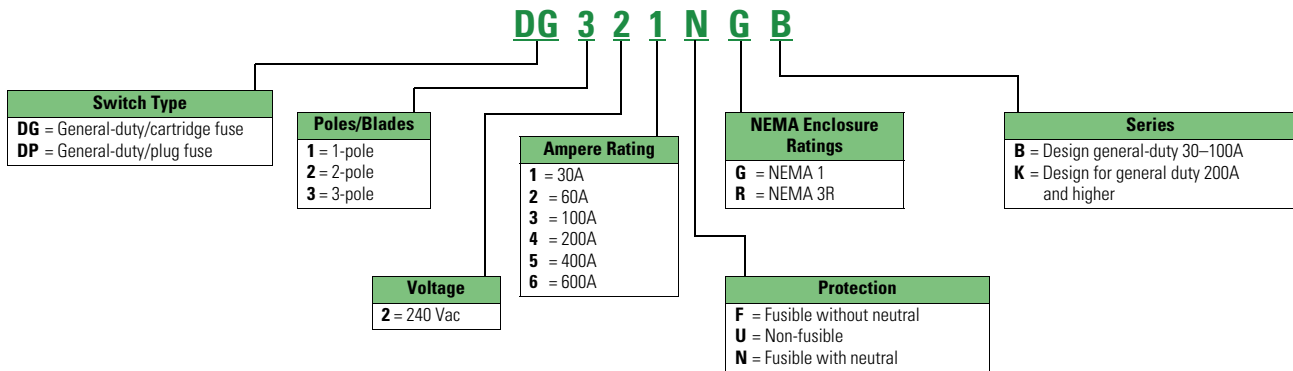 DG 3 2 1 N G B
Switch Type
DG = General-duty/cartridge fuse
DP = General-duty/plug fuse
Poles/Blades
1 = 1-pole
2 = 2-pole
3 = 3-pole
Voltage
2 = 240 Vac
Ampere Rating
1 = 30A
2 = 60A
3 = 100A
4 = 200A
5 = 400A
6 = 600A
NEMA Enclosure
Ratings
G = NEMA 1
R = NEMA 3R
Protection
F = Fusible without neutral
U = Non-fusible
N = Fusible with neutral
Series
B = Design general-duty 30–100A
K = Design for general duty 200A
and higher